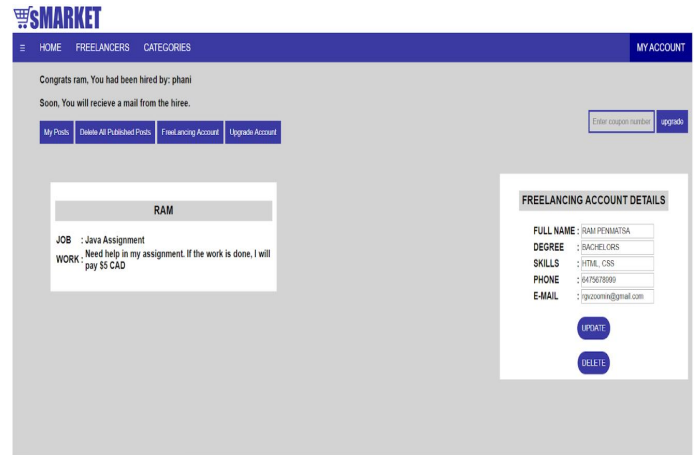 sMARKET
☰ HOME FREELANCERS CATEGORIES MY ACCOUNT
Congrats ram, You had been hired by: phani
Soon, You will recieve a mail from the hiree.
My Posts Delete All Published Posts FreeLancing Account Upgrade Account
Enter coupon number upgrade
RAM
JOB : Java Assignment
WORK : Need help in my assignment. If the work is done, I will
pay $5 CAD
FREELANCING ACCOUNT DETAILS
FULL NAME : RAM PENMATSA
DEGREE : BACHELORS
SKILLS : HTML, CSS
PHONE : 6475678999
E-MAIL : rgvzoomin@gmail.com
UPDATE
DELETE